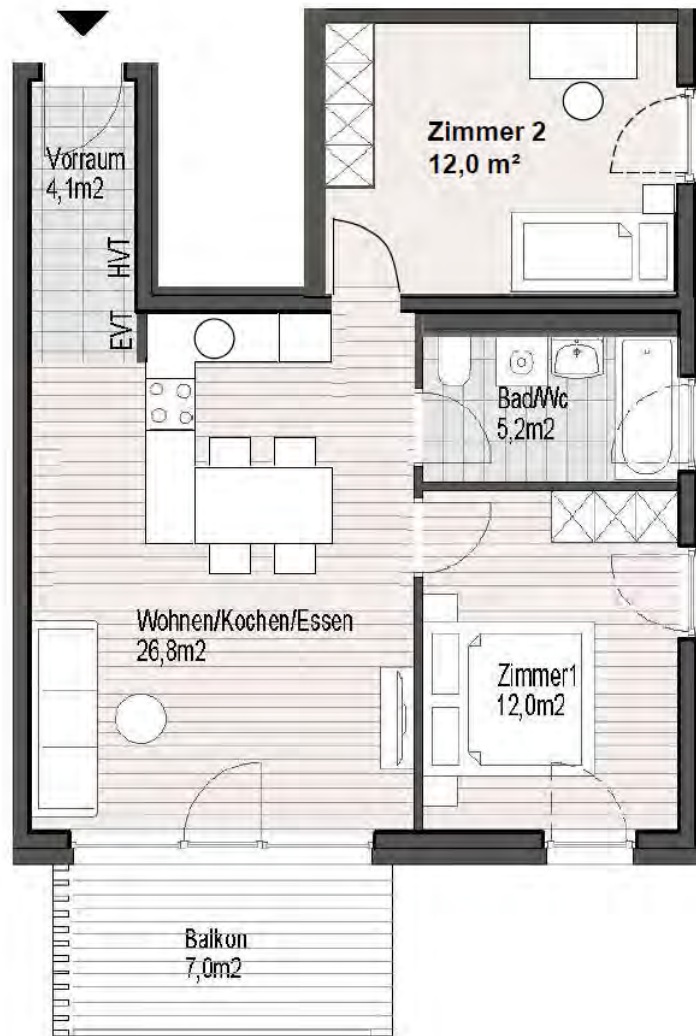 Zimmer 2
12,0 m²
Vorraum
4,1m2
HVT
EVT
Bad/Wc
5,2m2
Wohnen/Kochen/Essen
26,8m2
Zimmer1
12,0m2
Balkon
7,0m2